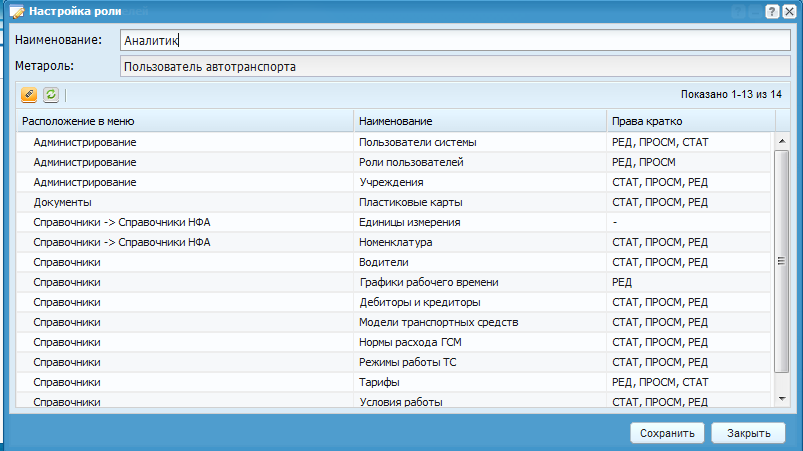 Настройка роли
Наименование: Аналитик
Метароль: Пользователь автотранспорта
Показано 1-13 из 14
Расположение в меню Наименование Права кратко
Администрирование Пользователи системы РЕД, ПРОСМ, СТАТ
Администрирование Роли пользователей РЕД, ПРОСМ
Администрирование Учреждения СТАТ, ПРОСМ, РЕД
Документы Пластиковые карты СТАТ, ПРОСМ, РЕД
Справочники -> Справочники НФА Единицы измерения -
Справочники -> Справочники НФА Номенклатура СТАТ, ПРОСМ, РЕД
Справочники Водители СТАТ, ПРОСМ, РЕД
Справочники Графики рабочего времени РЕД
Справочники Дебиторы и кредиторы СТАТ, ПРОСМ, РЕД
Справочники Модели транспортных средств СТАТ, ПРОСМ, РЕД
Справочники Нормы расхода ГСМ СТАТ, ПРОСМ, РЕД
Справочники Режимы работы ТС СТАТ, ПРОСМ, РЕД
Справочники Тарифы РЕД, ПРОСМ, СТАТ
Справочники Условия работы СТАТ, ПРОСМ, РЕД
Сохранить Закрыть